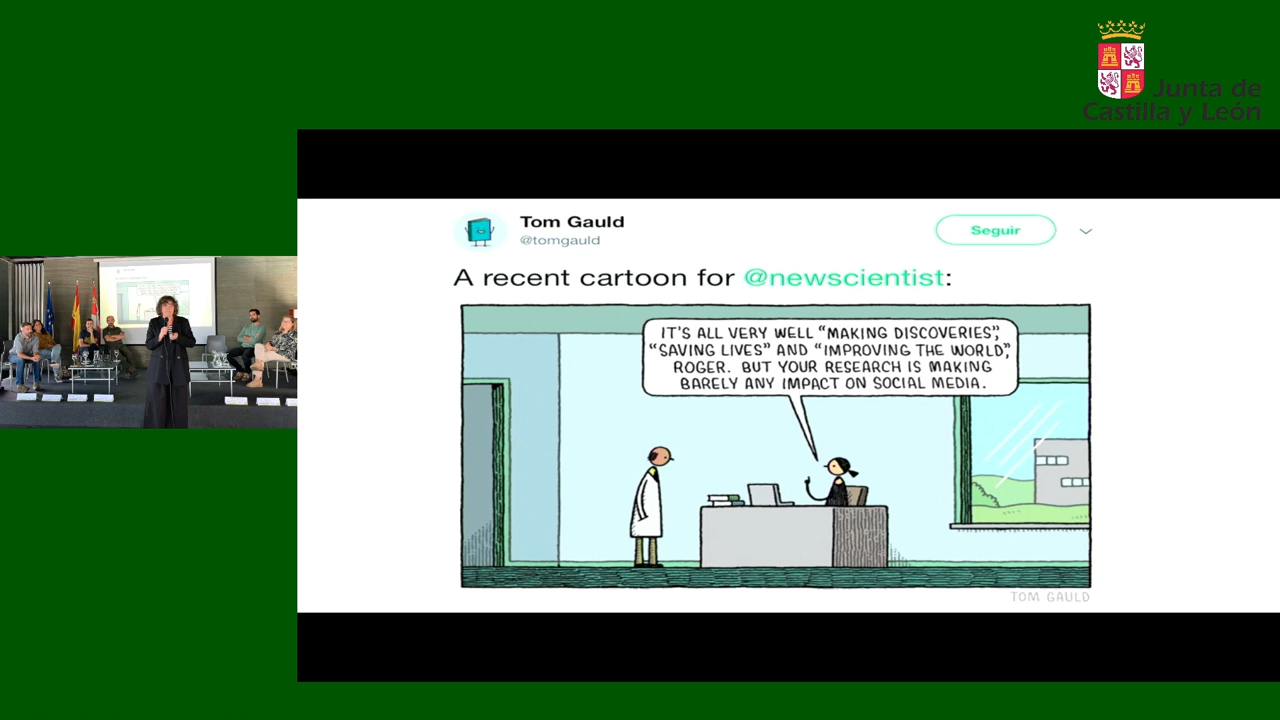 Junta de
Castilla y León
Tom Gauld
@tomgauld
Seguir
A recent cartoon for @newscientist:
IT'S ALL VERY WELL "MAKING DISCOVERIES",
"SAVING LIVES" AND "IMPROVING THE WORLD",
ROGER. BUT YOUR RESEARCH IS MAKING
BARELY ANY IMPACT ON SOCIAL MEDIA.
TOM GAULD